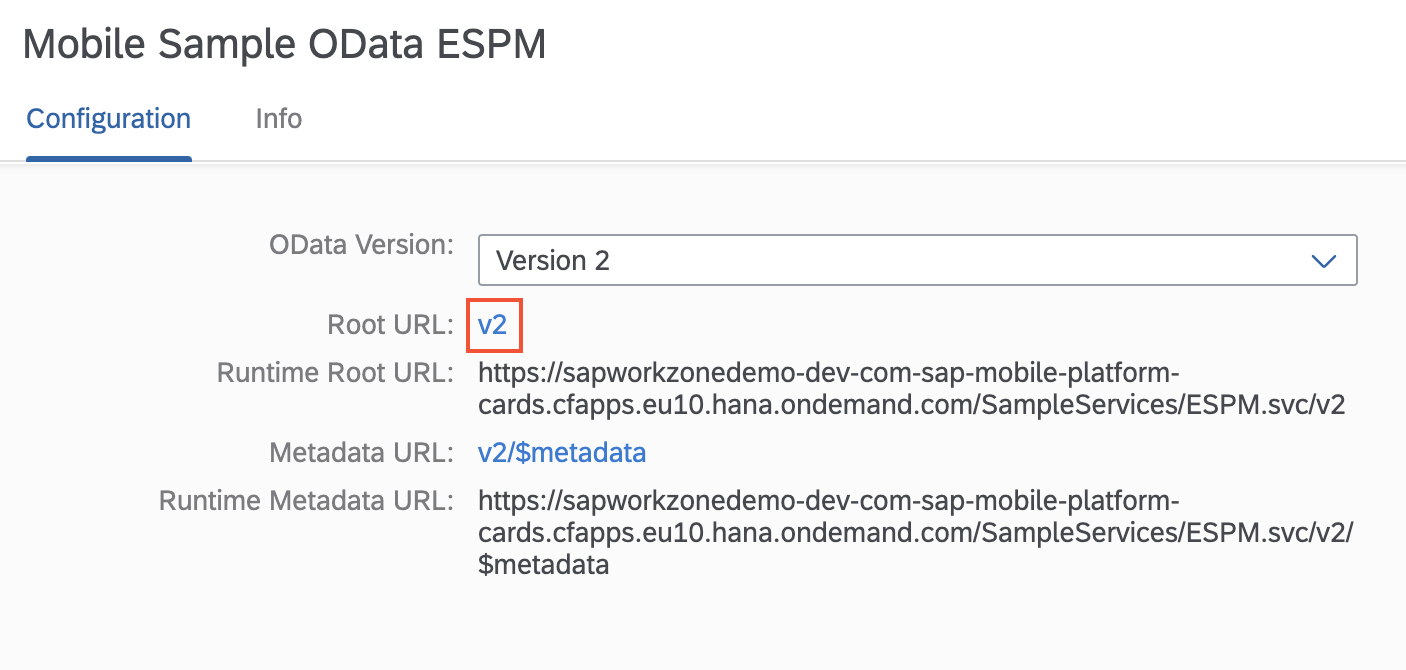 Mobile Sample OData ESPM
Configuration Info
OData Version: Version 2
Root URL: v2
Runtime Root URL: https://sapworkzonedemo-dev-com-sap-mobile-platform-
cards.cfapps.eu10.hana.ondemand.com/SampleServices/ESPM.svc/v2
Metadata URL: v2/$metadata
Runtime Metadata URL: https://sapworkzonedemo-dev-com-sap-mobile-platform-
cards.cfapps.eu10.hana.ondemand.com/SampleServices/ESPM.svc/v2/
$metadata